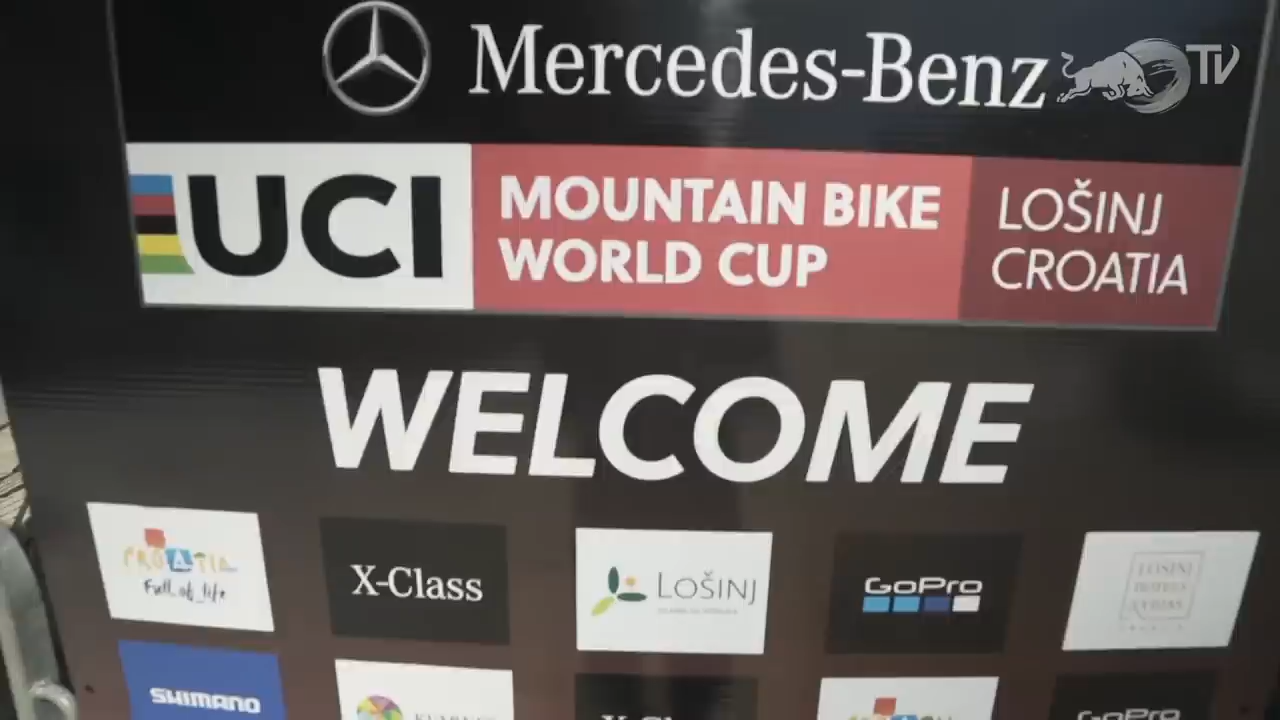 Mercedes-Benz
TV
UCI
MOUNTAIN BIKE
WORLD CUP
LOŠINJ
CROATIA
WELCOME
CROATIA
Full of life
X-Class
LOŠINJ
GoPro
LOŠINJ
HOTELS
& VILLAS
SHIMANO
GoPro